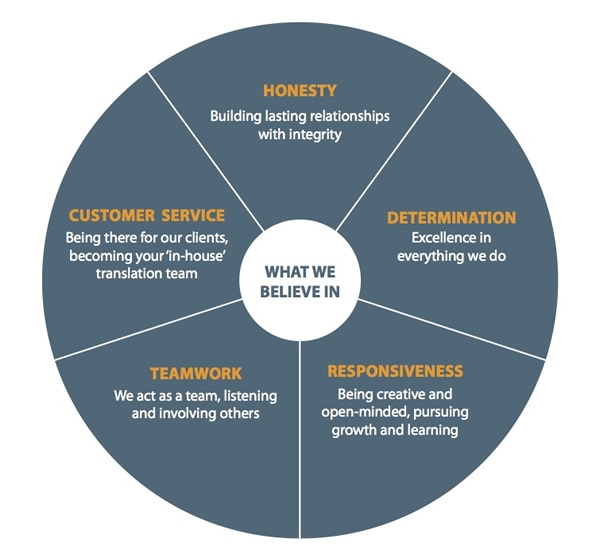 HONESTY
Building lasting relationships
with integrity
CUSTOMER SERVICE
Being there for our clients,
becoming your ‘in-house’
translation team
DETERMINATION
Excellence in
everything we do
WHAT WE
BELIEVE IN
TEAMWORK
We act as a team, listening
and involving others
RESPONSIVENESS
Being creative and
open-minded, pursuing
growth and learning